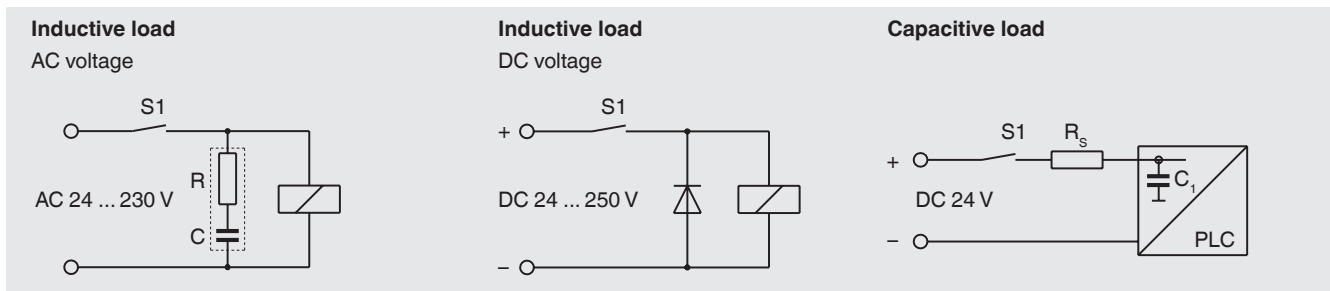 Inductive load
AC voltage
S1
R
AC 24 ... 230 V
C
Inductive load
DC voltage
S1
+
DC 24 ... 250 V
–
Capacitive load
S1
RS
+
C1
DC 24 V
–
PLC